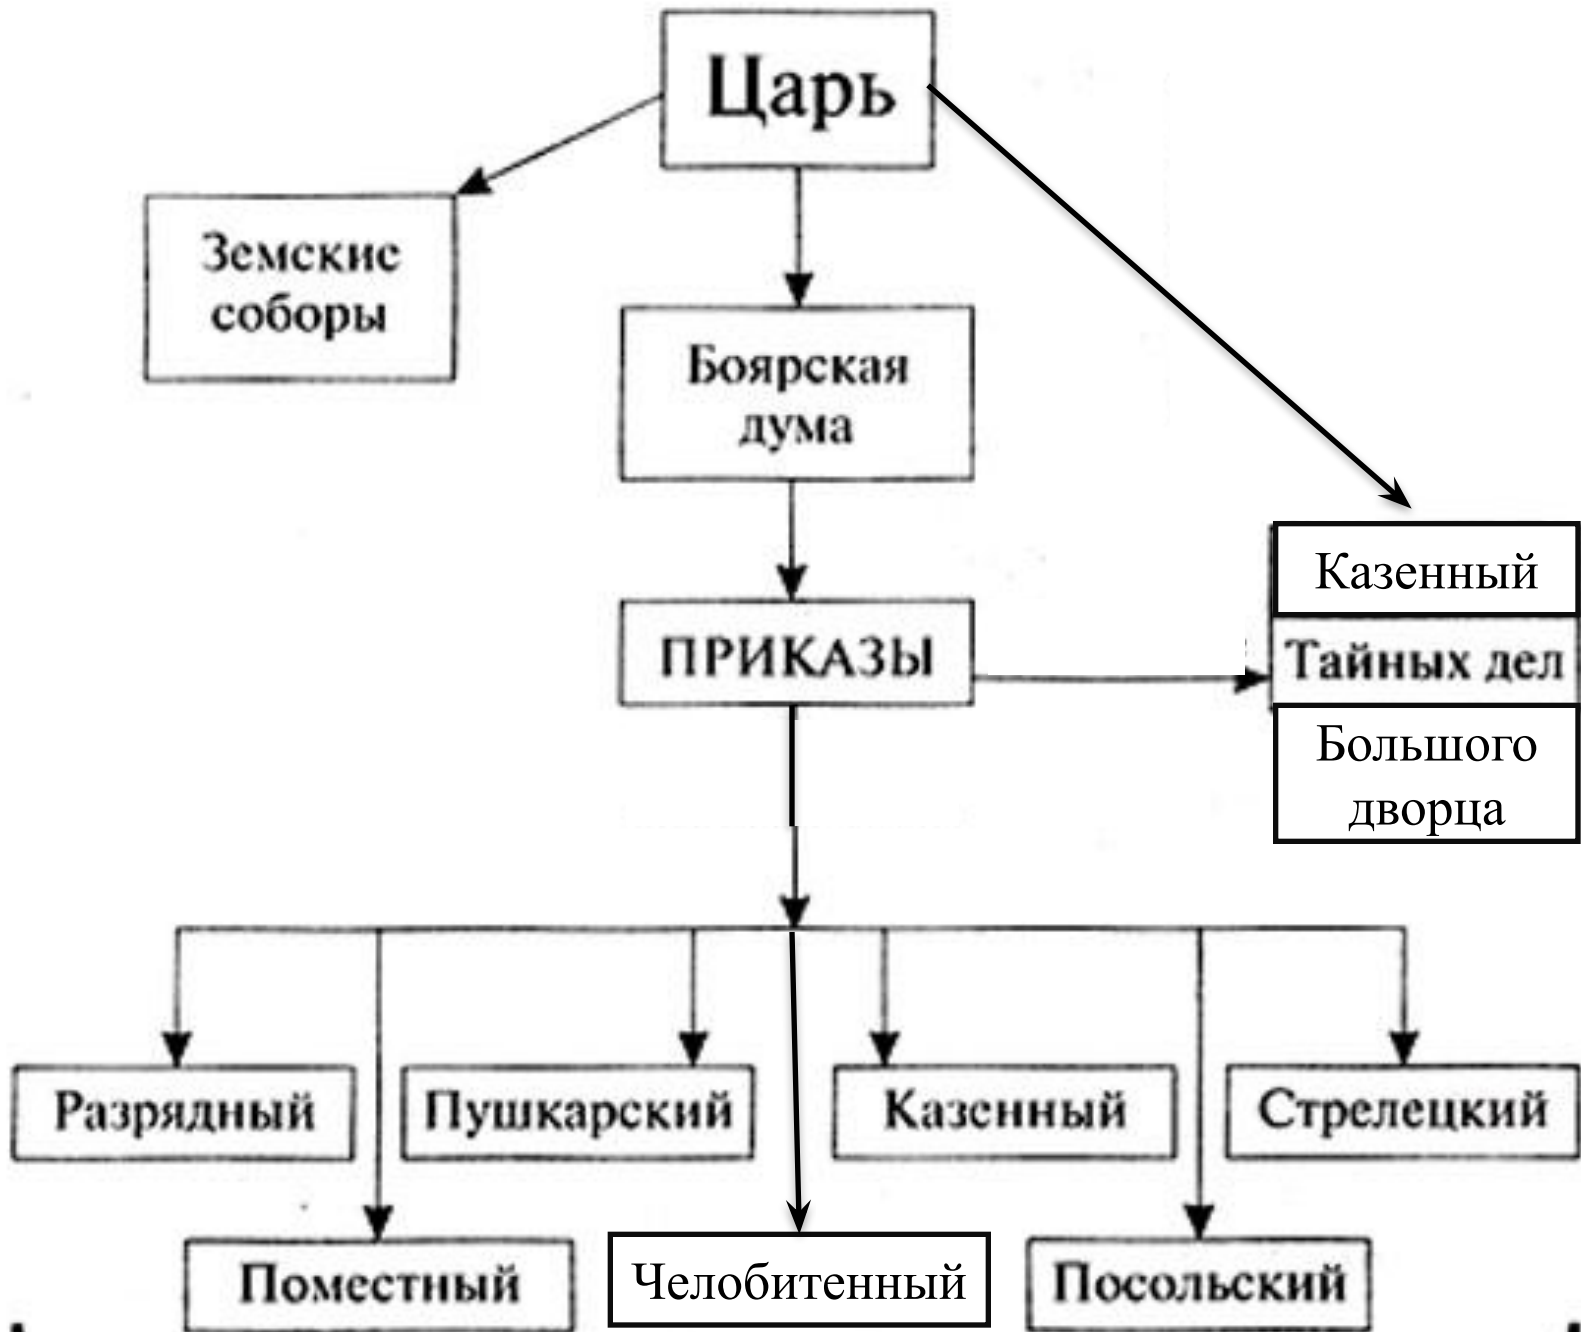 Царь
Земские
соборы
Боярская
дума
Казенный
ПРИКАЗЫ
Тайных дел
Большого
дворца
Разрядный
Пушкарский
Казенный
Стрелецкий
Поместный
Челобитенный
Посольский